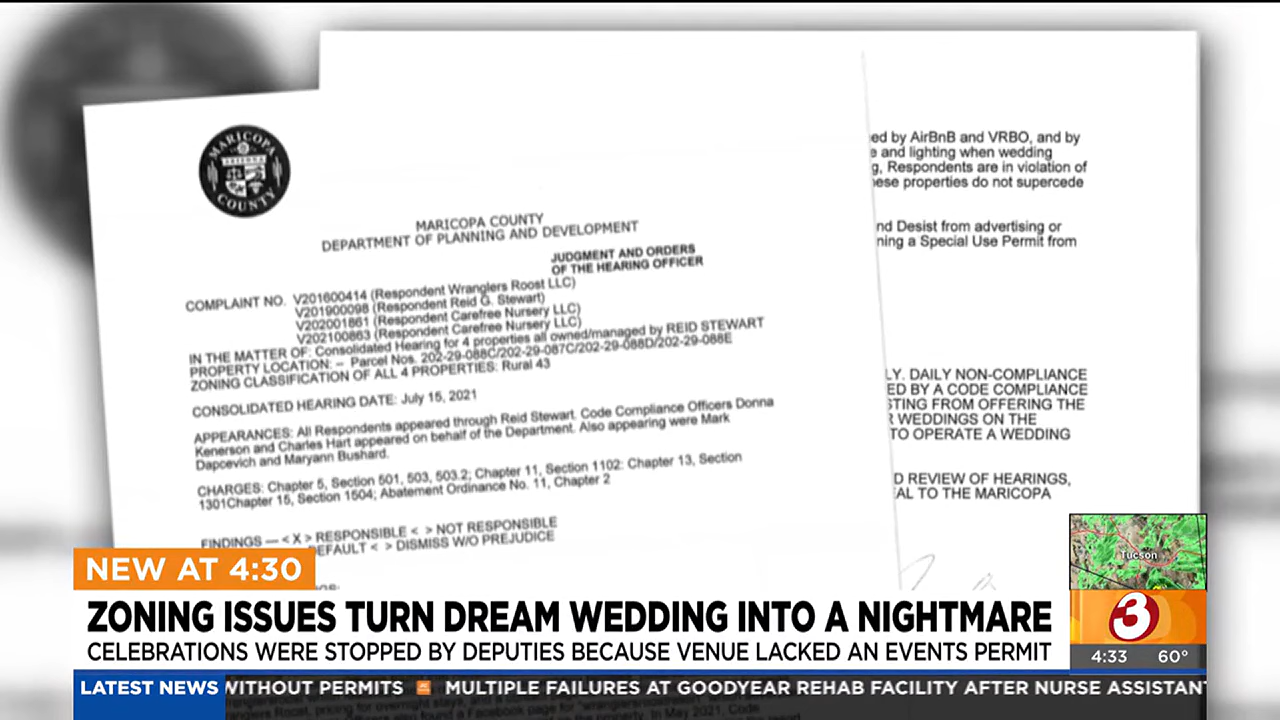 MARICOPA
ARIZONA
COUNTY
MARICOPA COUNTY
DEPARTMENT OF PLANNING AND DEVELOPMENT
JUDGMENT AND ORDERS
OF THE HEARING OFFICER
COMPLAINT NO. V201600414 (Respondent Wranglers Roost LLC)
V201900098 (Respondent Reid G. Stewart)
V202001861 (Respondent Carefree Nursery LLC)
V202100863 (Respondent Carefree Nursery LLC)
IN THE MATTER OF: Consolidated Hearing for 4 properties all owned/managed by REID STEWART
PROPERTY LOCATION: – Parcel Nos. 202-29-088C/202-29-087C/202-29-088D/202-29-088E
ZONING CLASSIFICATION OF ALL 4 PROPERTIES: Rural 43
CONSOLIDATED HEARING DATE: July 15, 2021
APPEARANCES: All Respondents appeared through Reid Stewart. Code Compliance Officers Donna
Kenerson and Charles Hart appeared on behalf of the Department. Also appearing were Mark
Dapcevich and Maryann Bushard.
CHARGES: Chapter 5, Section 501, 503, 503.2; Chapter 11, Section 1102: Chapter 13, Section
1301Chapter 15, Section 1504; Abatement Ordinance No. 11, Chapter 2
FINDINGS — < X > RESPONSIBLE < > NOT RESPONSIBLE
DEFAULT < > DISMISS W/O PREJUDICE
ed by AirBnB and VRBO, and by
e and lighting when wedding
g, Respondents are in violation of
ese properties do not supercede
nd Desist from advertising or
ning a Special Use Permit from
LY. DAILY NON-COMPLIANCE
ED BY A CODE COMPLIANCE
STING FROM OFFERING THE
R WEDDINGS ON THE
TO OPERATE A WEDDING
D REVIEW OF HEARINGS,
EAL TO THE MARICOPA
NEW AT 4:30
ZONING ISSUES TURN DREAM WEDDING INTO A NIGHTMARE
CELEBRATIONS WERE STOPPED BY DEPUTIES BECAUSE VENUE LACKED AN EVENTS PERMIT
Tucson
3
4:33 60°
LATEST NEWS WITHOUT PERMITS MULTIPLE FAILURES AT GOODYEAR REHAB FACILITY AFTER NURSE ASSISTANT